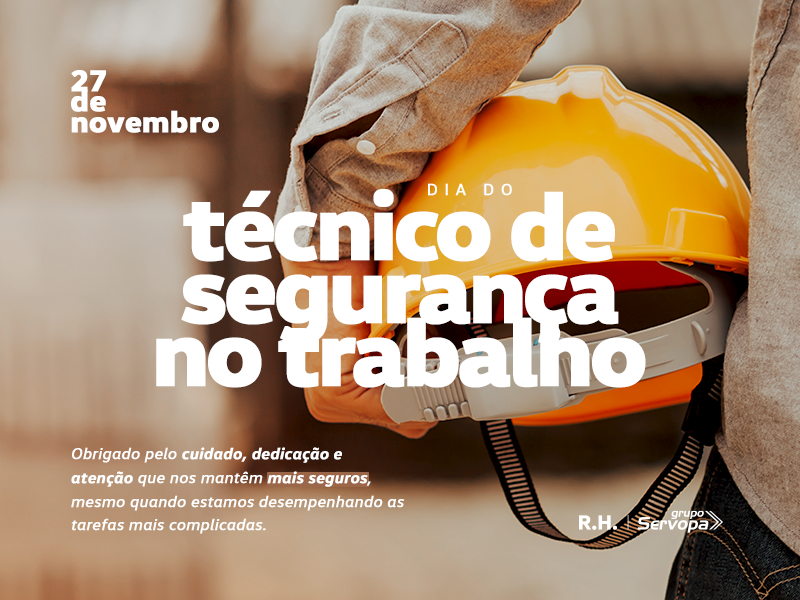 27
de
novembro
DIA DO
técnico de
segurança
no trabalho
Obrigado pelo cuidado, dedicação e
atenção que nos mantêm mais seguros,
mesmo quando estamos desempenhando as
tarefas mais complicadas.
R.H. | grupo Servopa